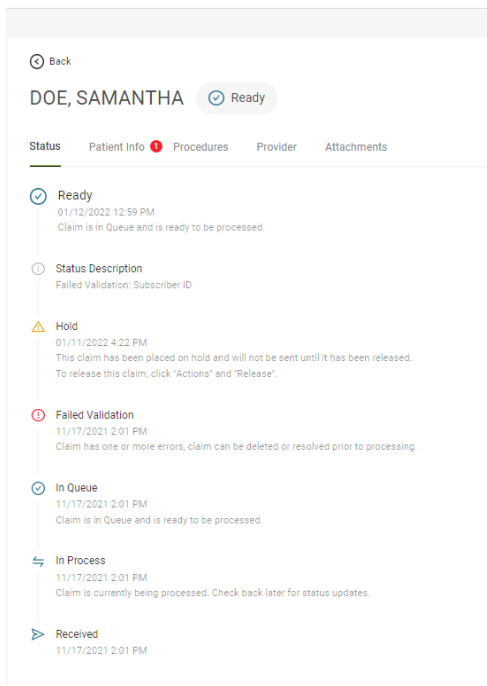 Back
DOE, SAMANTHA Ready
Status Patient Info 1 Procedures Provider Attachments
Ready
01/12/2022 12:59 PM
Claim is in Queue and is ready to be processed.
Status Description
Failed Validation: Subscriber ID
Hold
01/11/2022 4:22 PM
This claim has been placed on hold and will not be sent until it has been released.
To release this claim, click "Actions" and "Release".
Failed Validation
11/17/2021 2:01 PM
Claim has one or more errors, claim can be deleted or resolved prior to processing.
In Queue
11/17/2021 2:01 PM
Claim is in Queue and is ready to be processed.
In Process
11/17/2021 2:01 PM
Claim is currently being processed. Check back later for status updates.
Received
11/17/2021 2:01 PM